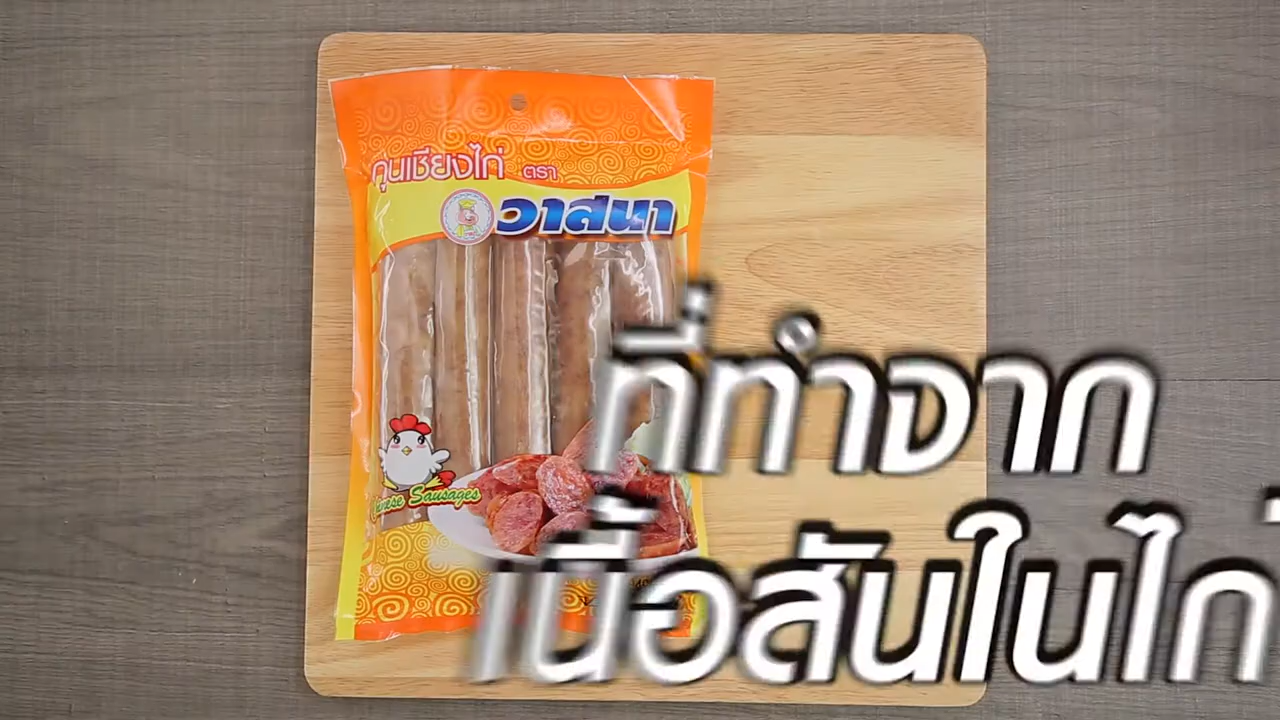 กุนเชียงไก่ ตรา
วาสนา
Chinese Sausages
ที่ทำจาก
เนื้อสันในไก่